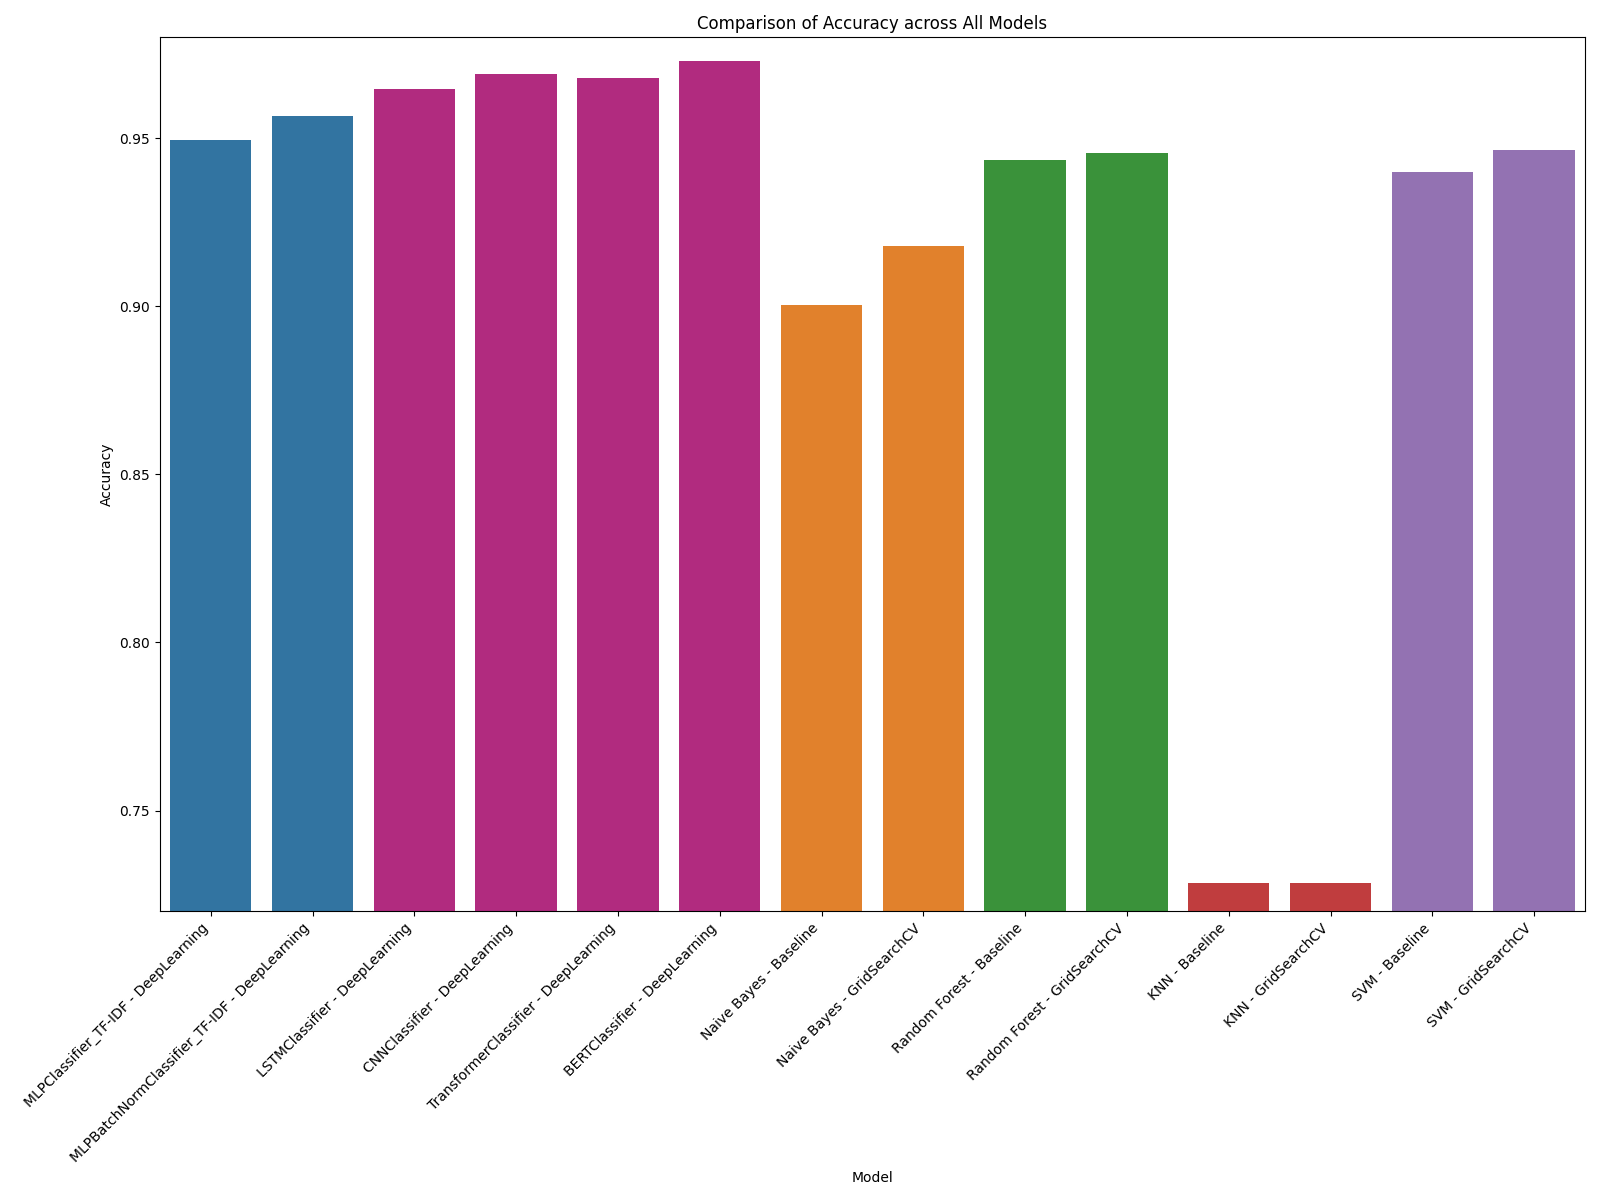 Comparison of Accuracy across All Models
Accuracy
0.95
0.90
0.85
0.80
0.75
MLPClassifier_TF-IDF - DeepLearning
MLPBatchNormClassifier_TF-IDF - DeepLearning
LSTMClassifier - DeepLearning
CNNClassifier - DeepLearning
TransformerClassifier - DeepLearning
BERTClassifier - DeepLearning
Naive Bayes - Baseline
Naive Bayes - GridSearchCV
Random Forest - Baseline
Random Forest - GridSearchCV
KNN - Baseline
KNN - GridSearchCV
SVM - Baseline
SVM - GridSearchCV
Model